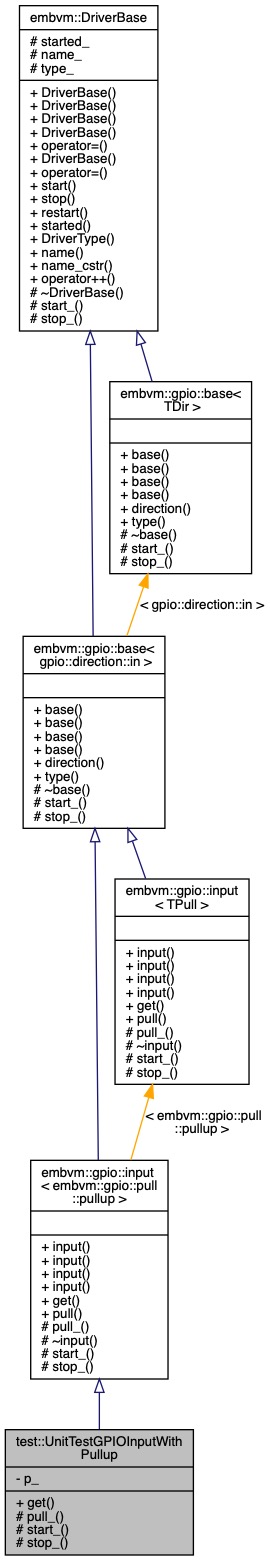 embvm::DriverBase
# started_
# name_
# type_
+ DriverBase()
+ DriverBase()
+ DriverBase()
+ DriverBase()
+ operator=()
+ DriverBase()
+ operator=()
+ start()
+ stop()
+ restart()
+ started()
+ DriverType()
+ name()
+ name_cstr()
+ operator++()
# ~DriverBase()
# start_()
# stop_()
embvm::gpio::base<
TDir >
+ base()
+ base()
+ base()
+ base()
+ direction()
+ type()
# ~base()
# start_()
# stop_()
< gpio::direction::in >
embvm::gpio::base<
gpio::direction::in >
+ base()
+ base()
+ base()
+ base()
+ direction()
+ type()
# ~base()
# start_()
# stop_()
embvm::gpio::input
< TPull >
+ input()
+ input()
+ input()
+ input()
+ get()
+ pull()
# pull_()
# ~input()
# start_()
# stop_()
< embvm::gpio::pull
::pullup >
embvm::gpio::input
< embvm::gpio::pull
::pullup >
+ input()
+ input()
+ input()
+ input()
+ get()
+ pull()
# pull_()
# ~input()
# start_()
# stop_()
test::UnitTestGPIOInputWith
Pullup
- p_
+ get()
# pull_()
# start_()
# stop_()